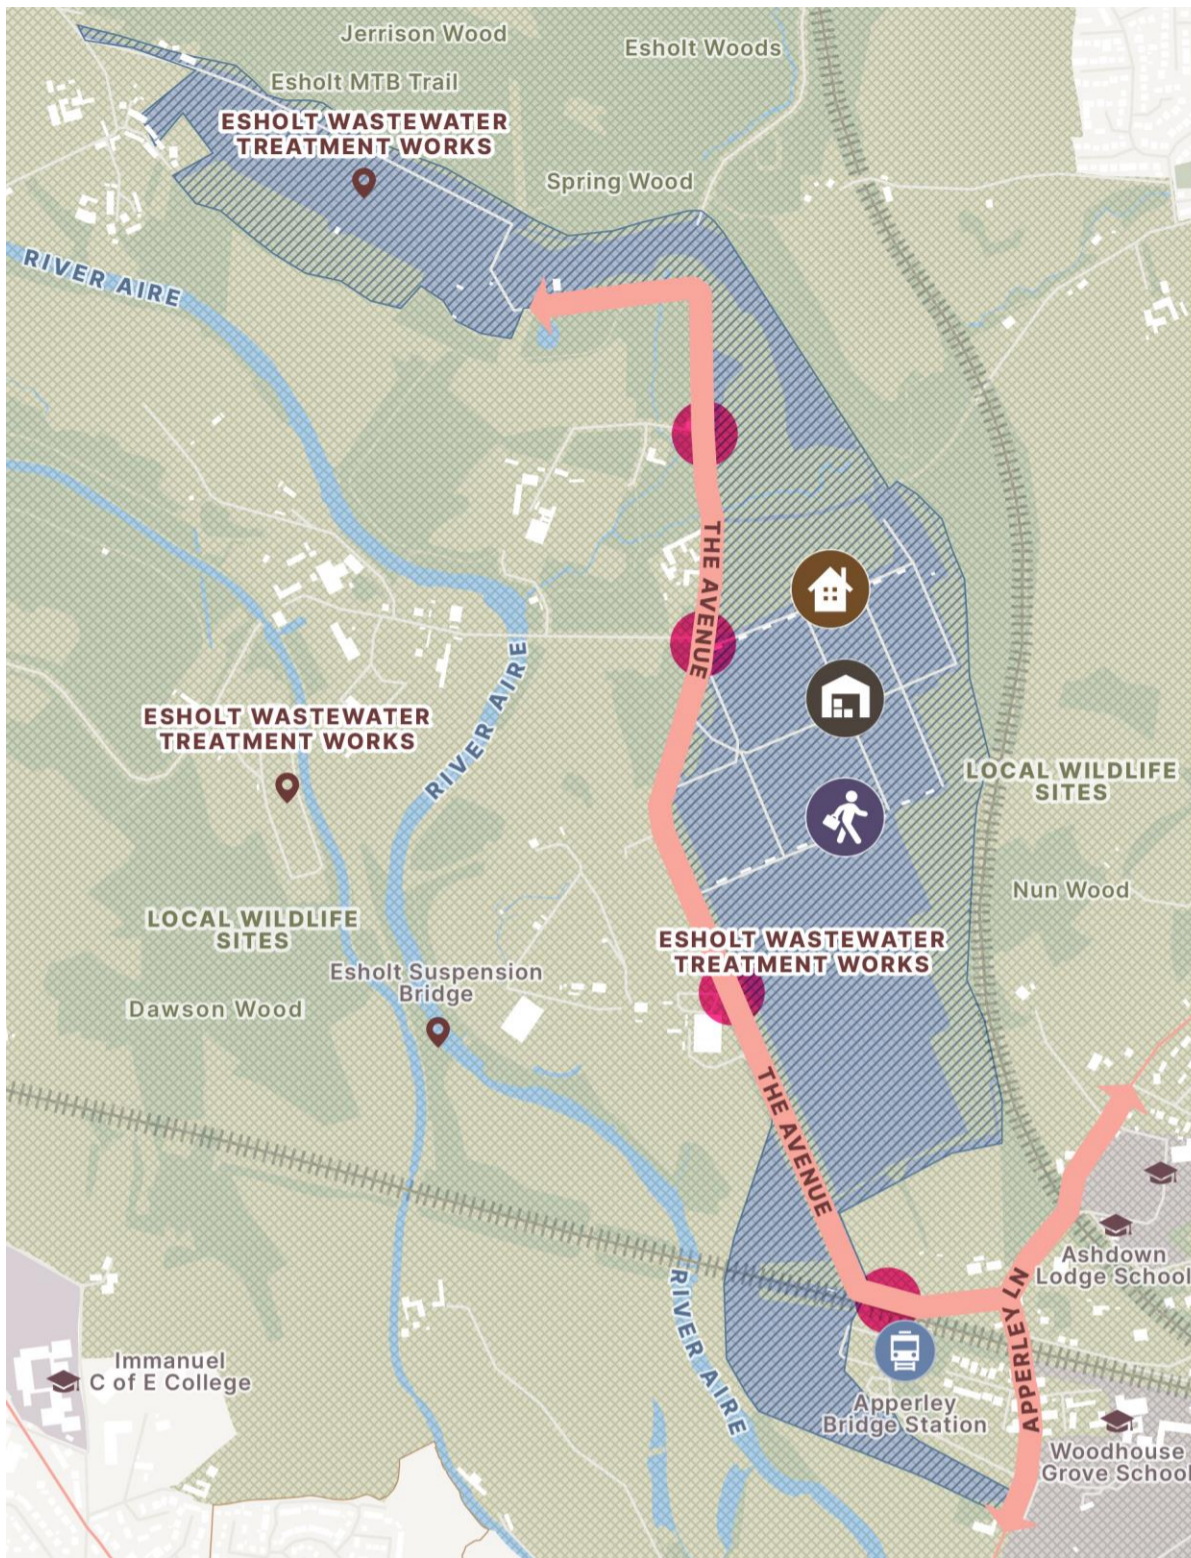 Jerrison Wood
Esholt Woods
Esholt MTB Trail
ESHOLT WASTEWATER
TREATMENT WORKS
Spring Wood
RIVER AIRE
THE AVENUE
RIVER AIRE
ESHOLT WASTEWATER
TREATMENT WORKS
LOCAL WILDLIFE
SITES
Nun Wood
LOCAL WILDLIFE
SITES
ESHOLT WASTEWATER
TREATMENT WORKS
Esholt Suspension
Bridge
Dawson Wood
THE AVENUE
Ashdown
Lodge School
RIVER AIRE
APPERLEY LN
Immanuel
C of E College
Apperley
Bridge Station
Woodhouse
Grove School